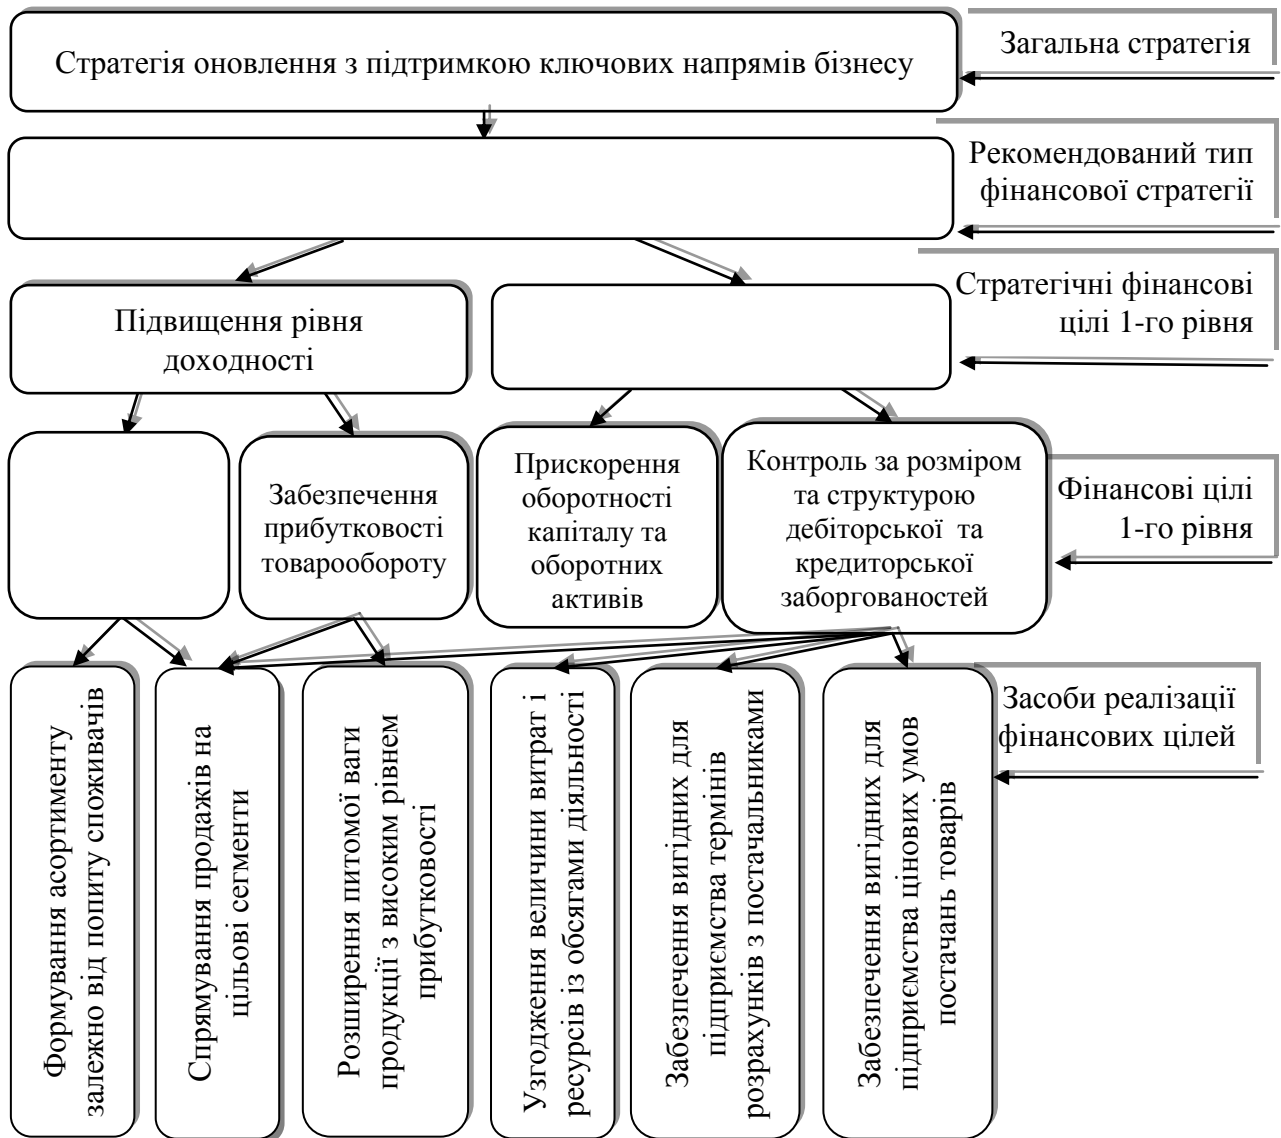 Стратегія оновлення з підтримкою ключових напрямів бізнесу
Загальна стратегія
Рекомендований тип
фінансової стратегії
Стратегічні фінансові
цілі 1-го рівня
Підвищення рівня
доходності
Забезпечення
прибутковості
товарообороту
Прискорення
оборотності
капіталу та
оборотних
активів
Контроль за розміром
та структурою
дебіторської та
кредиторської
заборгованостей
Фінансові цілі
1-го рівня
Засоби реалізації
фінансових цілей
Формування асортименту
залежно від попиту споживачів
Спрямування продажів на
цільові сегменти
Розширення питомої ваги
продукції з високим рівнем
прибутковості
Узгодження величини витрат і
ресурсів із обсягами діяльності
Забезпечення вигідних для
підприємства термінів
розрахунків з постачальниками
Забезпечення вигідних для
підприємства цінових умов
постачань товарів